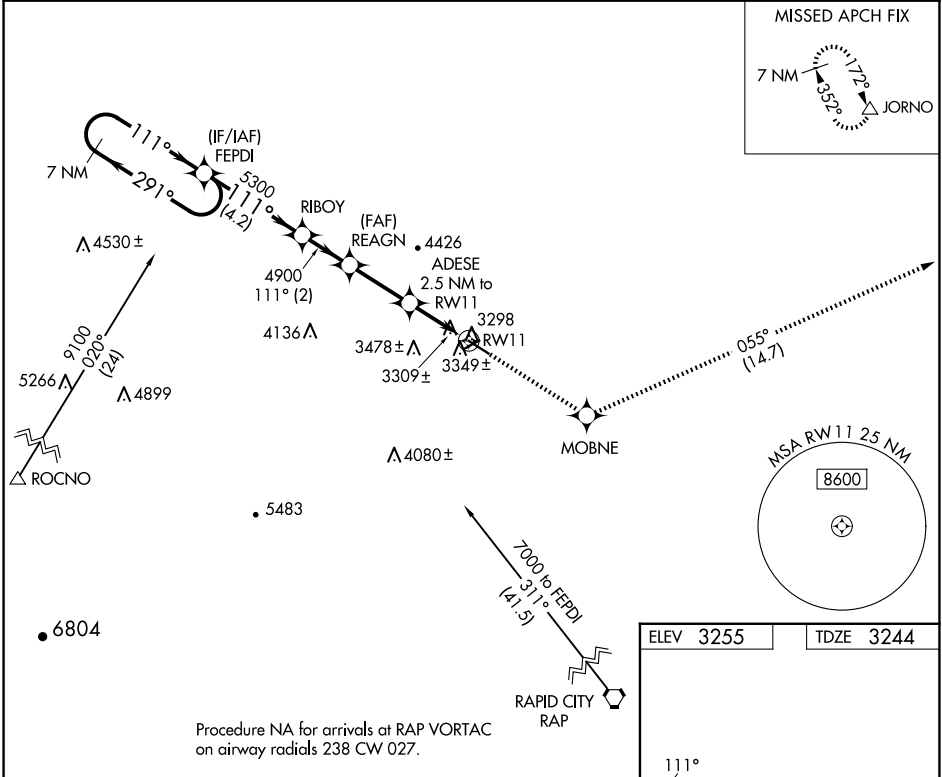 MISSED APCH FIX
7 NM
172°
352°
JORNO
111°
7 NM
291°
(IF/IAF)
FEPDI
5300
111°
(4.2)
RIBOY
4900
111° (2)
(FAF)
REAGN
4426
ADESE
2.5 NM to
RW11
3298
RW11
4530 ±
4136
3478 ±
3309 ±
3349 ±
9100
020°
(24)
5266
4899
ROCNO
055°
(14.7)
MOBNE
4080 ±
5483
6804
MSA RW11 25 NM
8600
7000 to FEPDI
311°
(41.5)
RAPID CITY
RAP
Procedure NA for arrivals at RAP VORTAC
on airway radials 238 CW 027.
ELEV 3255
TDZE 3244
111°